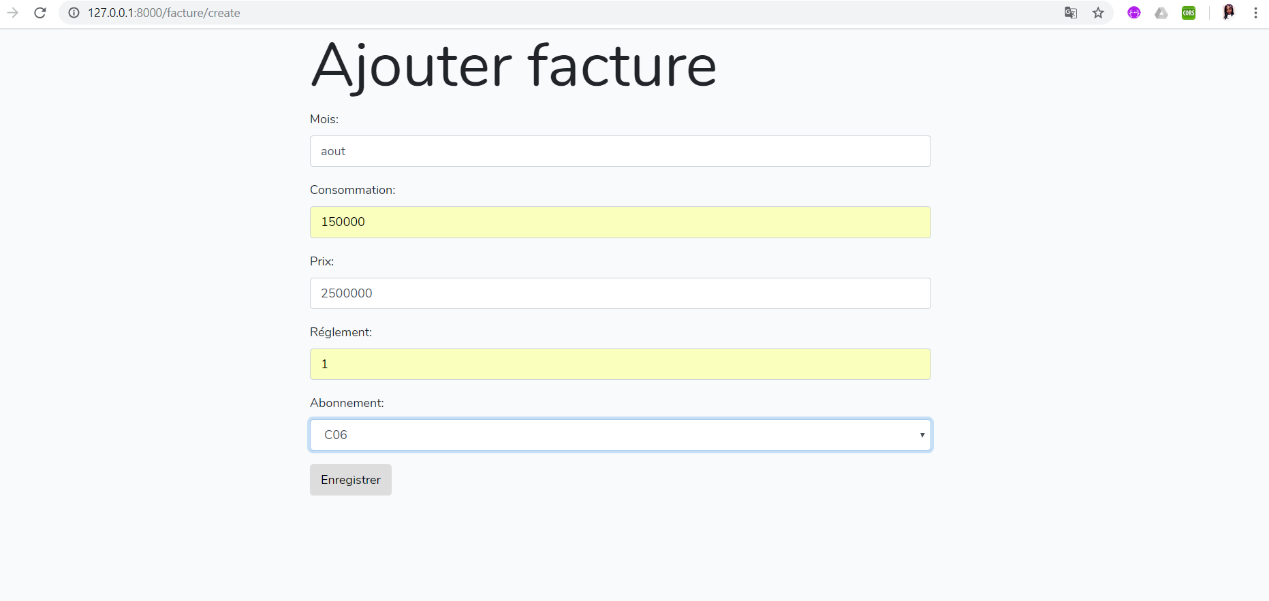 127.0.0.1:8000/facture/create
CORS
Ajouter facture
Mois:
aout
Consommation:
150000
Prix:
2500000
Réglement:
1
Abonnement:
C06
Enregistrer